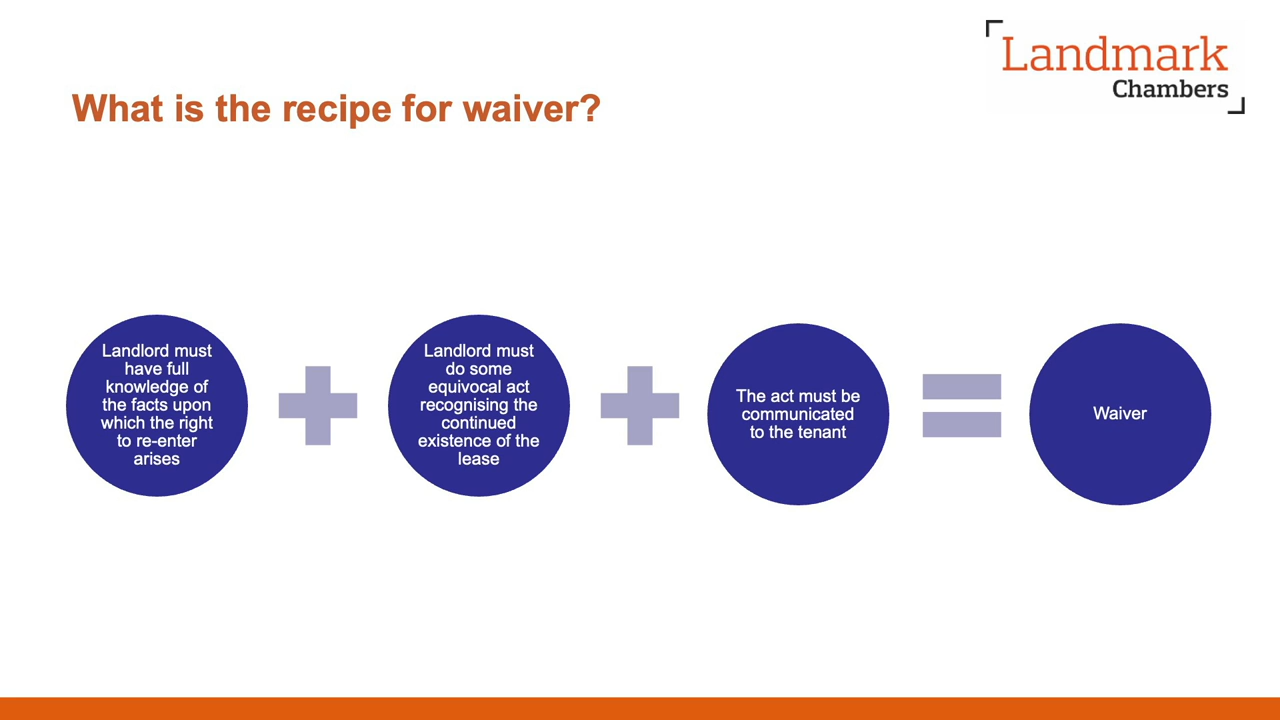 Landmark
Chambers
What is the recipe for waiver?
Landlord must
have full
knowledge of
the facts upon
which the right
to re-enter
arises
Landlord must
do some
equivocal act
recognising the
continued
existence of the
lease
The act must be
communicated
to the tenant
Waiver